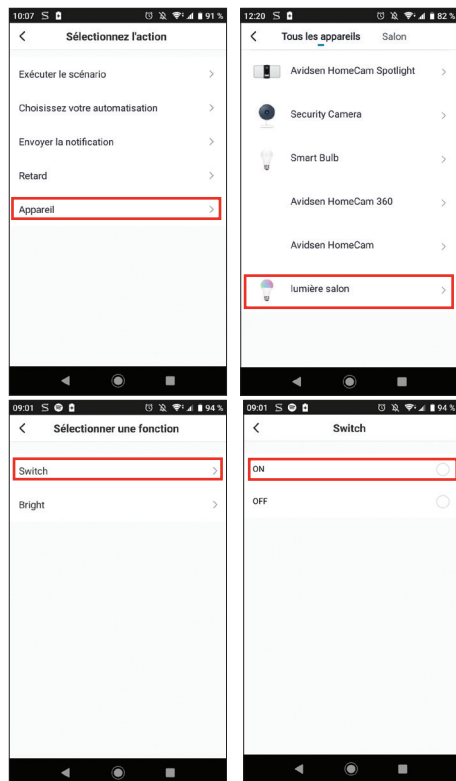 10:07 91 %
Sélectionnez l'action
Exécuter le scénario
Choisissez votre automatisation
Envoyer la notification
Retard
Appareil
12:20 82 %
Tous les appareils Salon
Avidsen HomeCam Spotlight
Security Camera
Smart Bulb
Avidsen HomeCam 360
Avidsen HomeCam
lumière salon
09:01 94 %
Sélectionner une fonction
Switch
Bright
09:01 94 %
Switch
ON
OFF